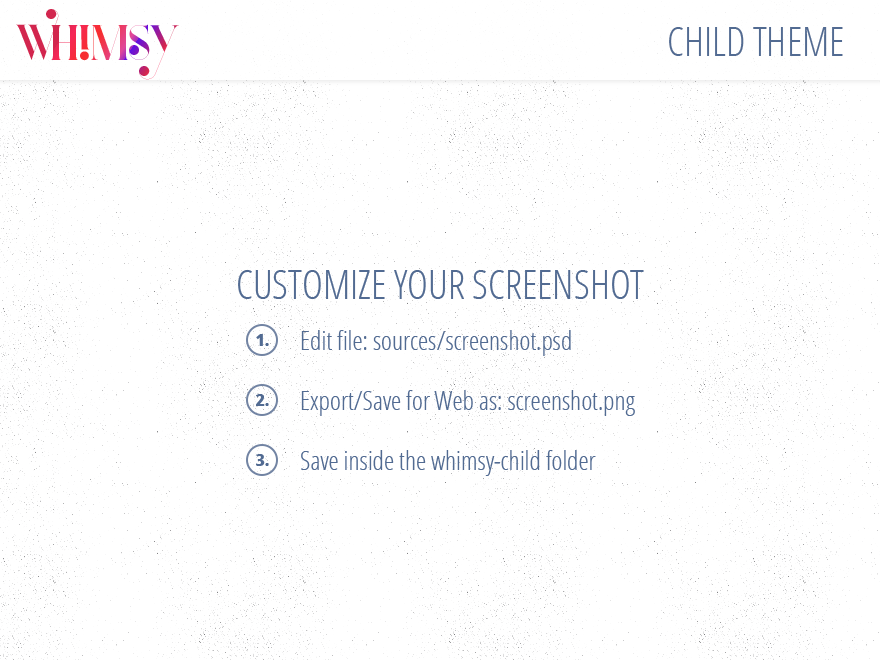 WH!MSY
CHILD THEME
CUSTOMIZE YOUR SCREENSHOT
1. Edit file: sources/screenshot.psd
2. Export/Save for Web as: screenshot.png
3. Save inside the whimsy-child folder